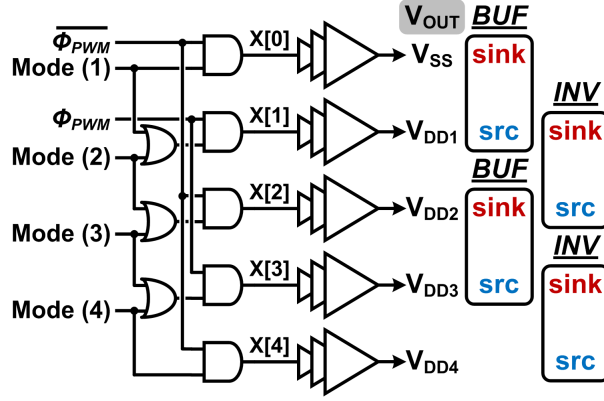 V_OUT BUF
Φ_PWM X[0] V_SS sink
Mode (1)
INV
Φ_PWM X[1] V_DD1 src sink
Mode (2)
BUF
X[2] V_DD2 sink src
Mode (3)
INV
X[3] V_DD3 src sink
Mode (4)
X[4] V_DD4 src